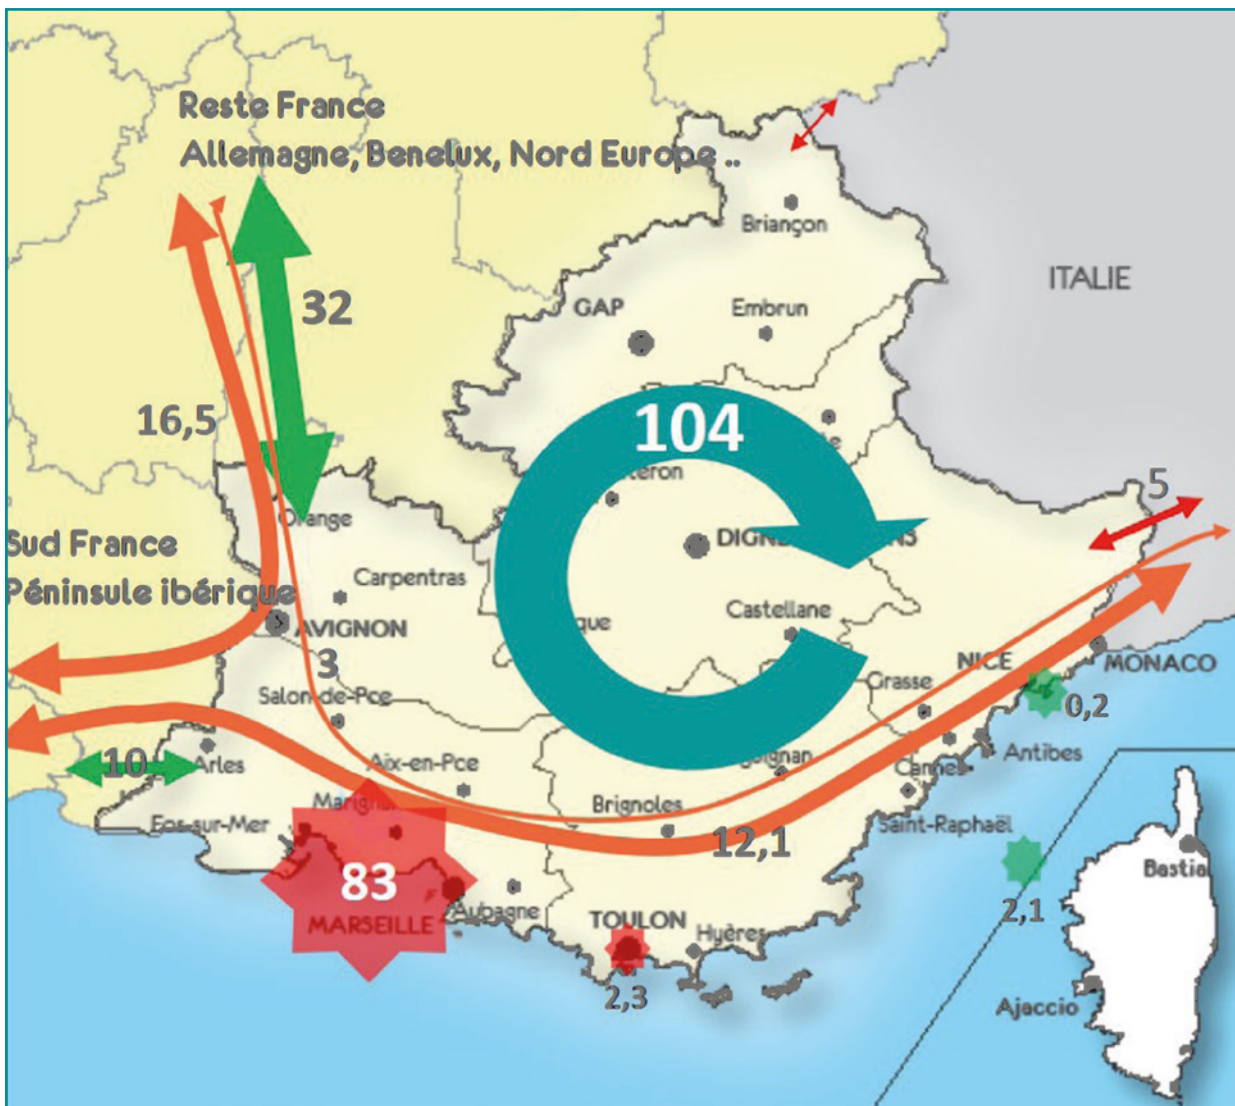 Reste France
Allemagne, Benelux, Nord Europe ..
Briançon
ITALIE
32
GAP
Embrun
16,5
104
5
Orange
Sud France
Péninsule ibérique
Carpentras
Castellane
AVIGNON
3
NICE
MONACO
Salon-de-Pce
Grasse
0,2
10
Arles
Aix-en-Pce
Antibes
Cannes
Brignoles
Fos-sur-Mer
12,1
Saint-Raphaël
83
Bastia
MARSEILLE
Aubagne
TOULON
Hyères
2,1
2,3
Ajaccio